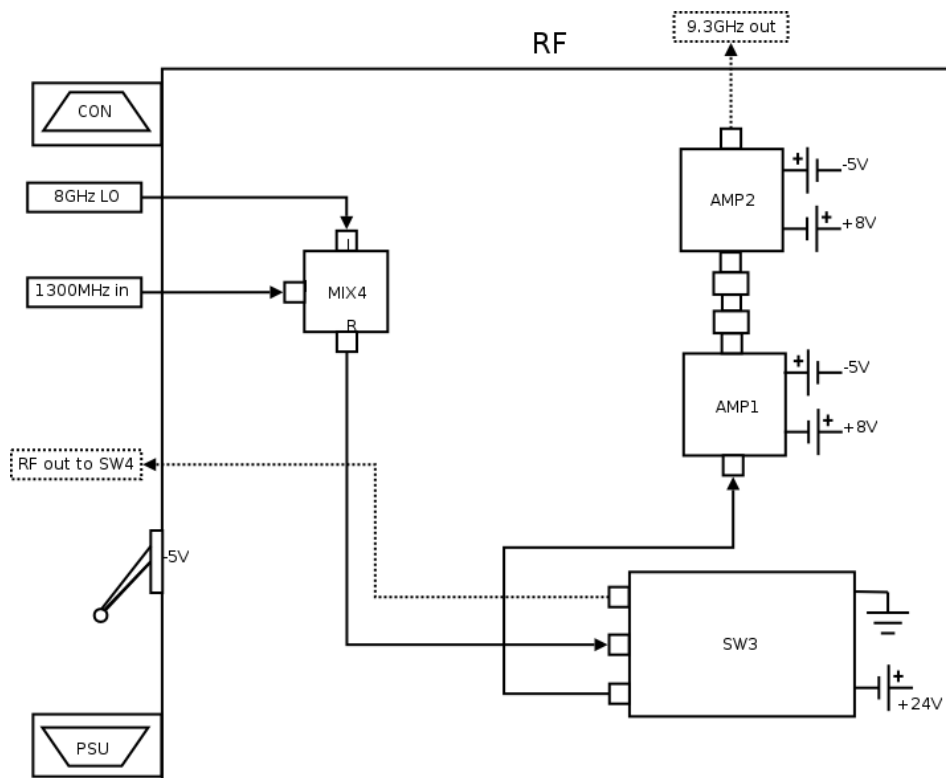 9.3GHz out
RF
CON
8GHz LO
I
1300MHz in
MIX4
R
+
-5V
AMP2
+
+8V
+
-5V
AMP1
+
+8V
RF out to SW4
-5V
SW3
+
+24V
PSU